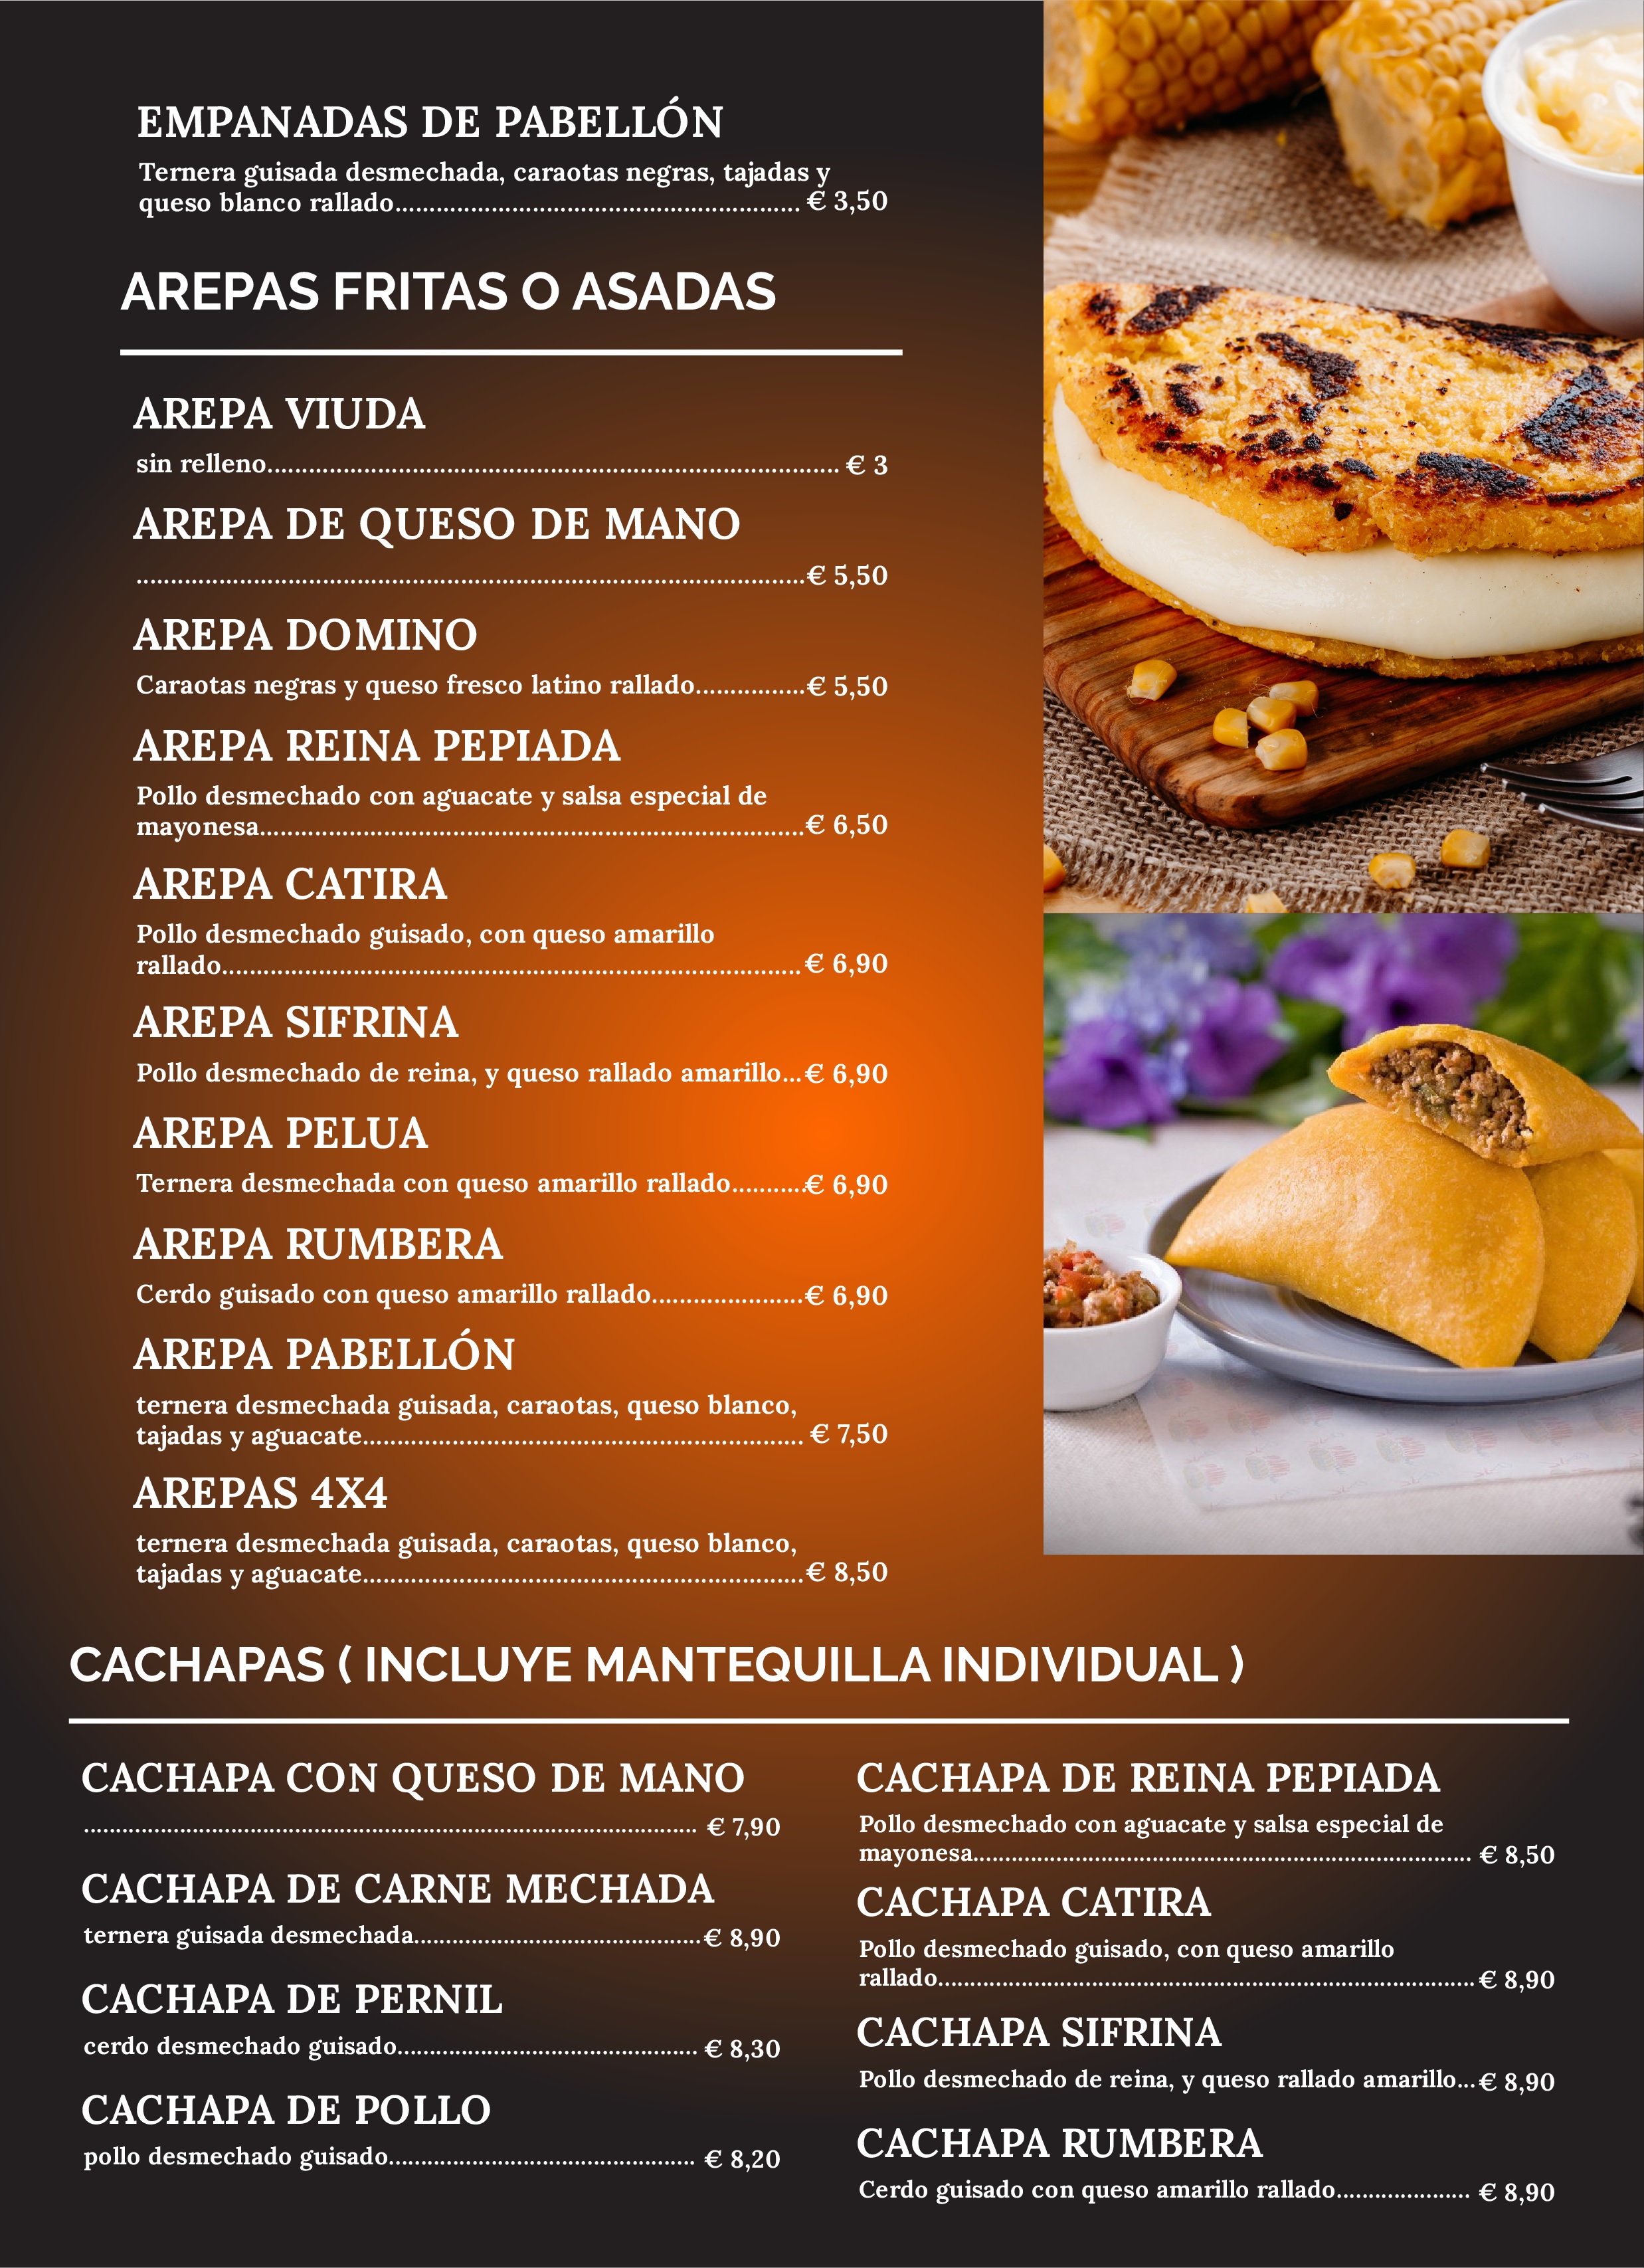 EMPANADAS DE PABELLÓN
Ternera guisada desmechada, caraotas negras, tajadas y
queso blanco rallado........................................................... € 3,50
AREPAS FRITAS O ASADAS
AREPA VIUDA
sin relleno................................................................................... € 3
AREPA DE QUESO DE MANO
.................................................................................................€ 5,50
AREPA DOMINO
Caraotas negras y queso fresco latino rallado................€ 5,50
AREPA REINA PEPIADA
Pollo desmechado con aguacate y salsa especial de
mayonesa...............................................................................€ 6,50
AREPA CATIRA
Pollo desmechado guisado, con queso amarillo
rallado....................................................................................€ 6,90
AREPA SIFRINA
Pollo desmechado de reina, y queso rallado amarillo...€ 6,90
AREPA PELUA
Ternera desmechada con queso amarillo rallado...........€ 6,90
AREPA RUMBERA
Cerdo guisado con queso amarillo rallado......................€ 6,90
AREPA PABELLÓN
ternera desmechada guisada, caraotas, queso blanco,
tajadas y aguacate................................................................ € 7,50
AREPAS 4X4
ternera desmechada guisada, caraotas, queso blanco,
tajadas y aguacate................................................................€ 8,50
CACHAPAS ( INCLUYE MANTEQUILLA INDIVIDUAL )
CACHAPA CON QUESO DE MANO
................................................................................................ € 7,90
CACHAPA DE CARNE MECHADA
ternera guisada desmechada.................................................€ 8,90
CACHAPA DE PERNIL
cerdo desmechado guisado............................................... € 8,30
CACHAPA DE POLLO
pollo desmechado guisado................................................ € 8,20
CACHAPA DE REINA PEPIADA
Pollo desmechado con aguacate y salsa especial de
mayonesa.............................................................................. € 8,50
CACHAPA CATIRA
Pollo desmechado guisado, con queso amarillo
rallado....................................................................................€ 8,90
CACHAPA SIFRINA
Pollo desmechado de reina, y queso rallado amarillo...€ 8,90
CACHAPA RUMBERA
Cerdo guisado con queso amarillo rallado..................... € 8,90